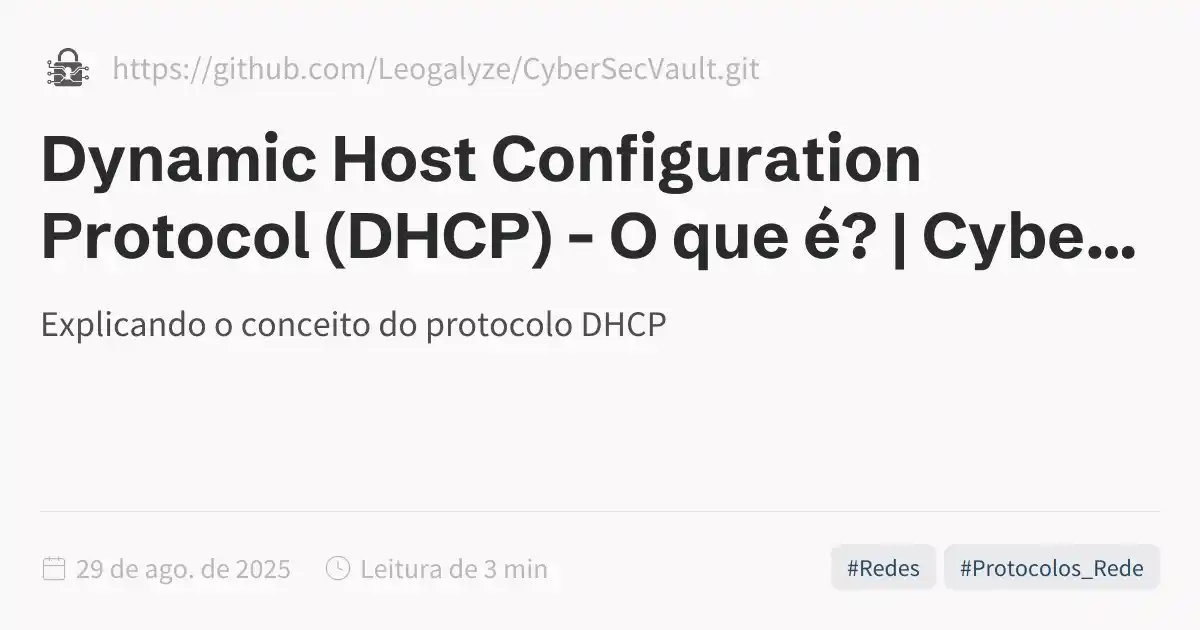 https://github.com/Leogalyze/CyberSecVault.git
Dynamic Host Configuration
Protocol (DHCP) - O que é? | Cybe...
Explicando o conceito do protocolo DHCP
29 de ago. de 2025 Leitura de 3 min #Redes #Protocolos_Rede